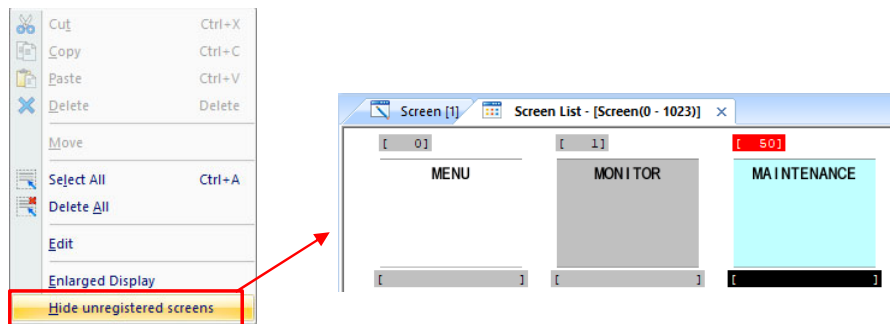 Cut Ctrl+X
Copy Ctrl+C
Paste Ctrl+V
Delete Delete
Move
Select All Ctrl+A
Delete All
Edit
Enlarged Display
Hide unregistered screens
Screen [1] Screen List - [Screen(0 - 1023)] ×
[ 0] [ 1] [ 50]
MENU MONITOR MAINTENANCE
[ ] [ ] [ ]